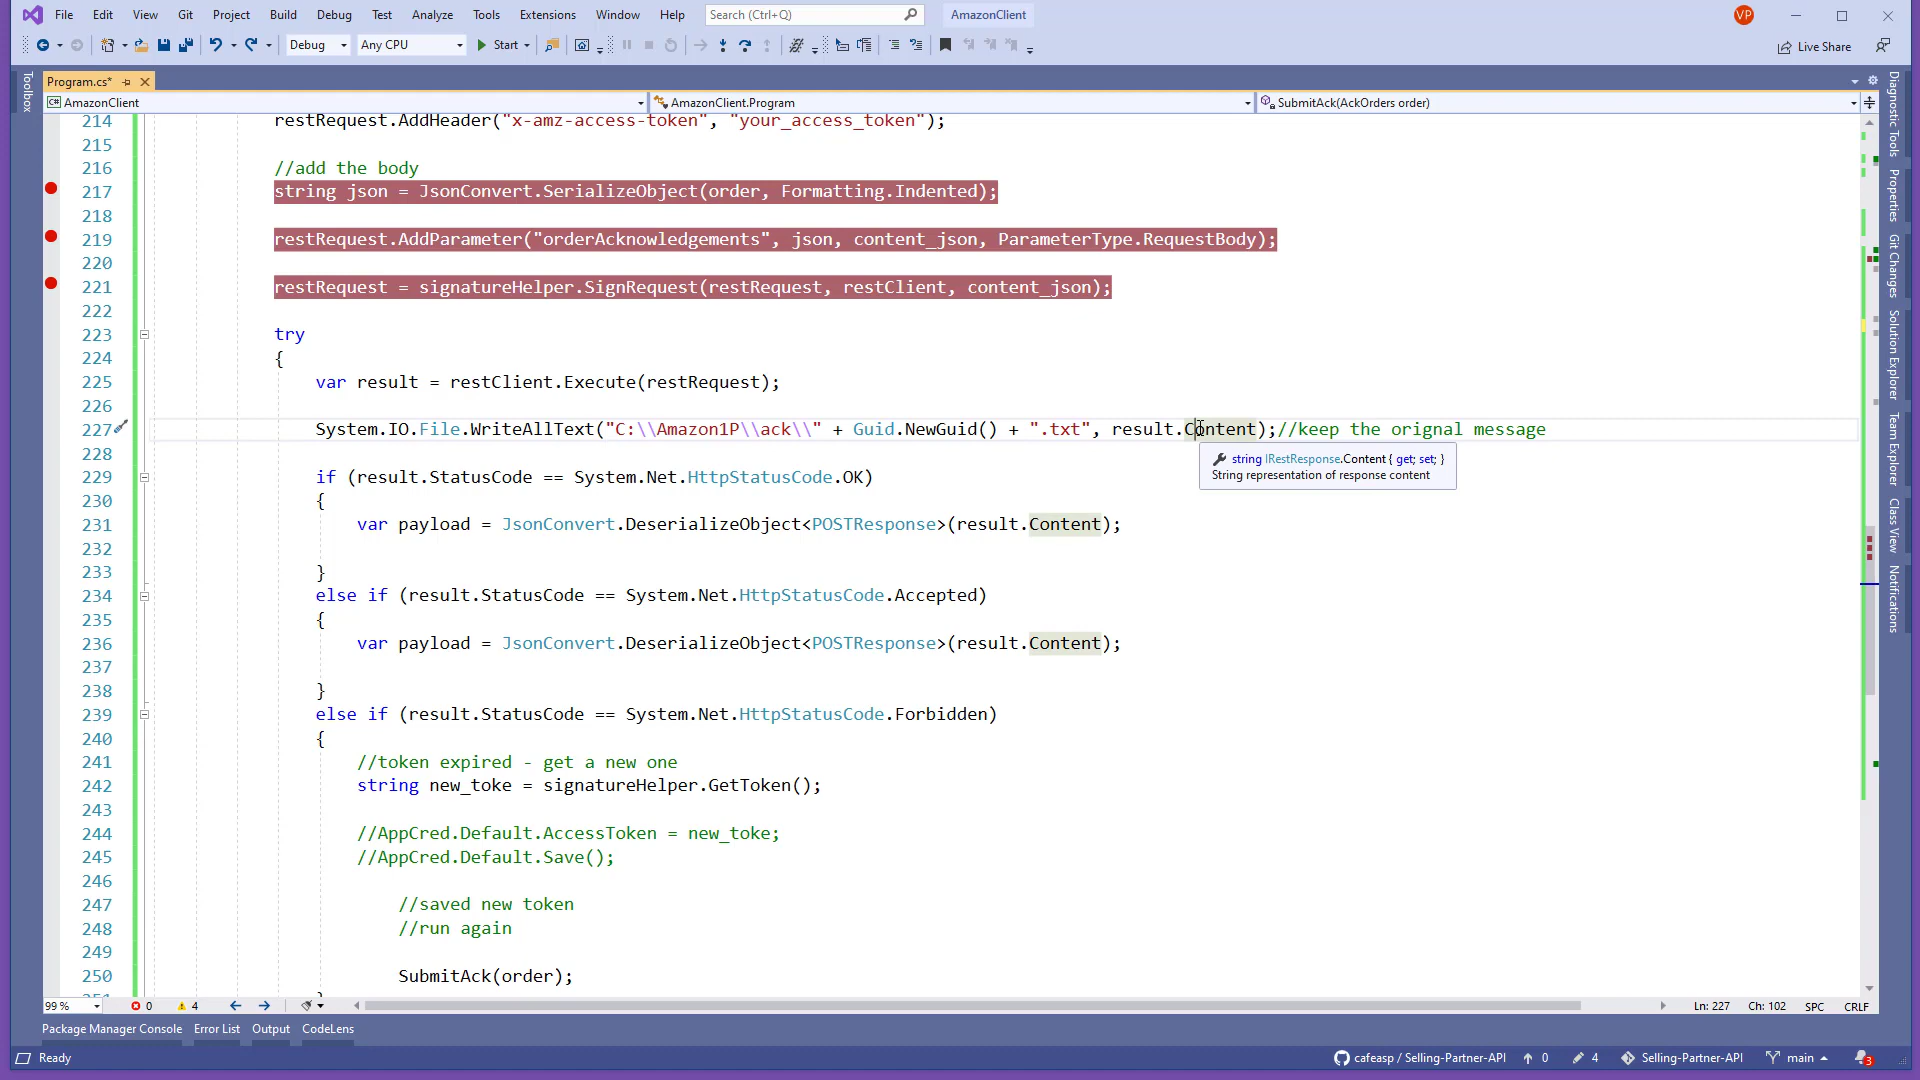 File Edit View Git Project Build Debug Test Analyze Tools Extensions Window Help Search (Ctrl+Q) AmazonClient VP
Debug Any CPU Start Live Share
Program.cs*
AmazonClient AmazonClient.Program SubmitAck(AckOrders order)
214 restRequest.AddHeader("x-amz-access-token", "your_access_token");
215
216 //add the body
217 string json = JsonConvert.SerializeObject(order, Formatting.Indented);
218
219 restRequest.AddParameter("orderAcknowledgements", json, content_json, ParameterType.RequestBody);
220
221 restRequest = signatureHelper.SignRequest(restRequest, restClient, content_json);
222
223 try
224 {
225 var result = restClient.Execute(restRequest);
226
227 System.IO.File.WriteAllText("C:\\Amazon1P\\ack\\" + Guid.NewGuid() + ".txt", result.Content);//keep the orignal message
228
string IRestResponse.Content { get; set; }
String representation of response content
229 if (result.StatusCode == System.Net.HttpStatusCode.OK)
230 {
231 var payload = JsonConvert.DeserializeObject<POSTResponse>(result.Content);
232
233 }
234 else if (result.StatusCode == System.Net.HttpStatusCode.Accepted)
235 {
236 var payload = JsonConvert.DeserializeObject<POSTResponse>(result.Content);
237
238 }
239 else if (result.StatusCode == System.Net.HttpStatusCode.Forbidden)
240 {
241 //token expired - get a new one
242 string new_toke = signatureHelper.GetToken();
243
244 //AppCred.Default.AccessToken = new_toke;
245 //AppCred.Default.Save();
246
247 //saved new token
248 //run again
249
250 SubmitAck(order);
99 % 0 4 Ln: 227 Ch: 102 SPC CRLF
Package Manager Console Error List Output CodeLens
Ready cafeasp / Selling-Partner-API 0 4 Selling-Partner-API main 3
Toolbox
Diagnostic Tools
Properties
Git Changes
Solution Explorer
Team Explorer
Class View
Notifications